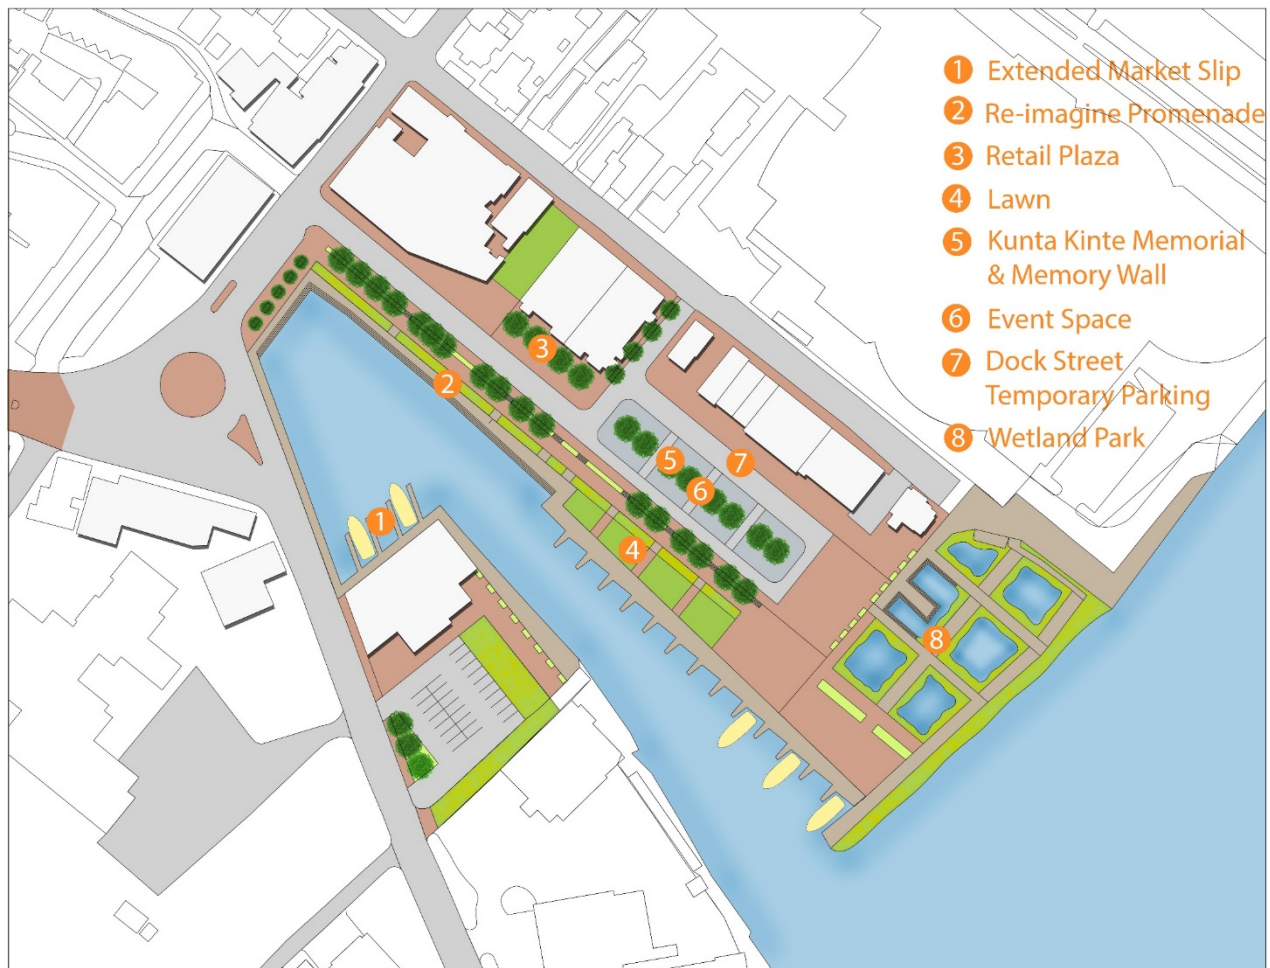 1 Extended Market Slip
2 Re-imagine Promenade
3 Retail Plaza
4 Lawn
5 Kunta Kinte Memorial
& Memory Wall
6 Event Space
7 Dock Street
Temporary Parking
8 Wetland Park
3
2
5
7
6
1
4
8